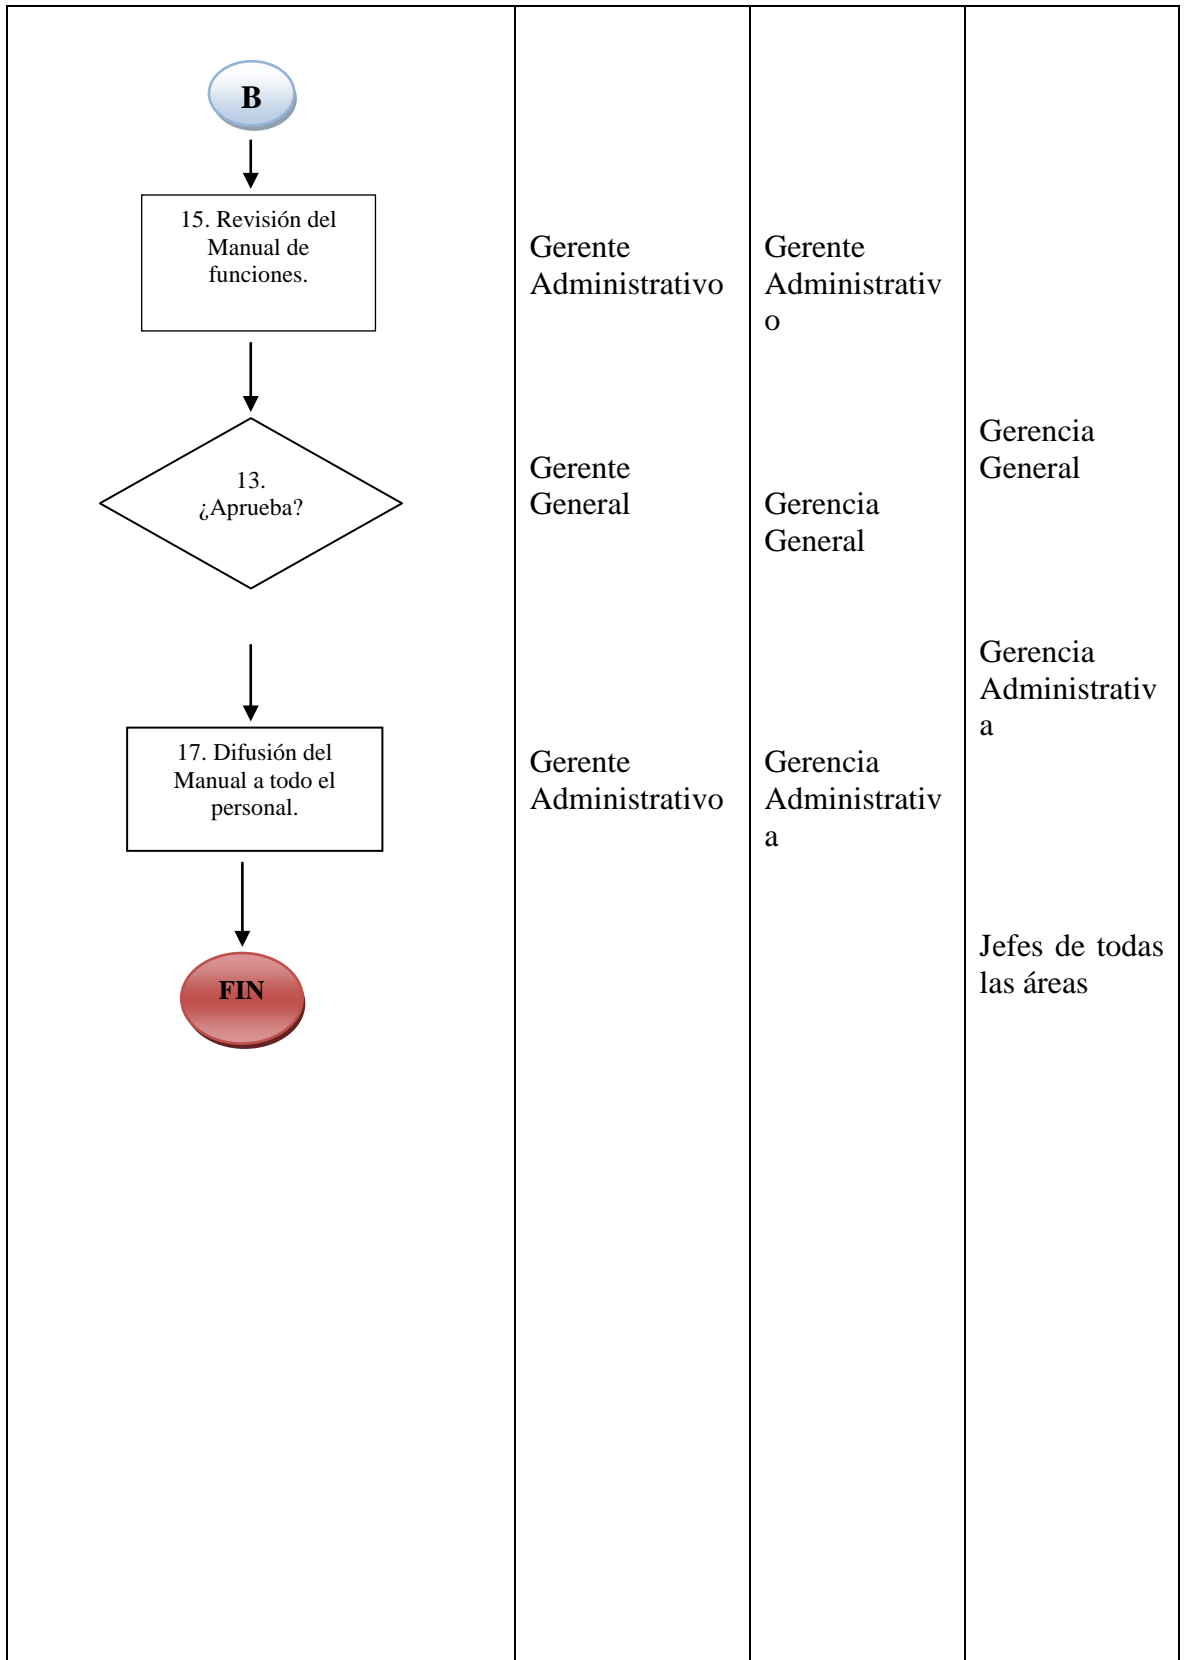 B
15. Revisión del
Manual de
funciones.
13.
¿Aprueba?
17. Difusión del
Manual a todo el
personal.
FIN
Gerente
Administrativo
Gerente
General
Gerente
Administrativo
Gerente
Administrativ
o
Gerencia
General
Gerencia
Administrativ
a
Gerencia
General
Gerencia
Administrativ
a
Jefes de todas
las áreas